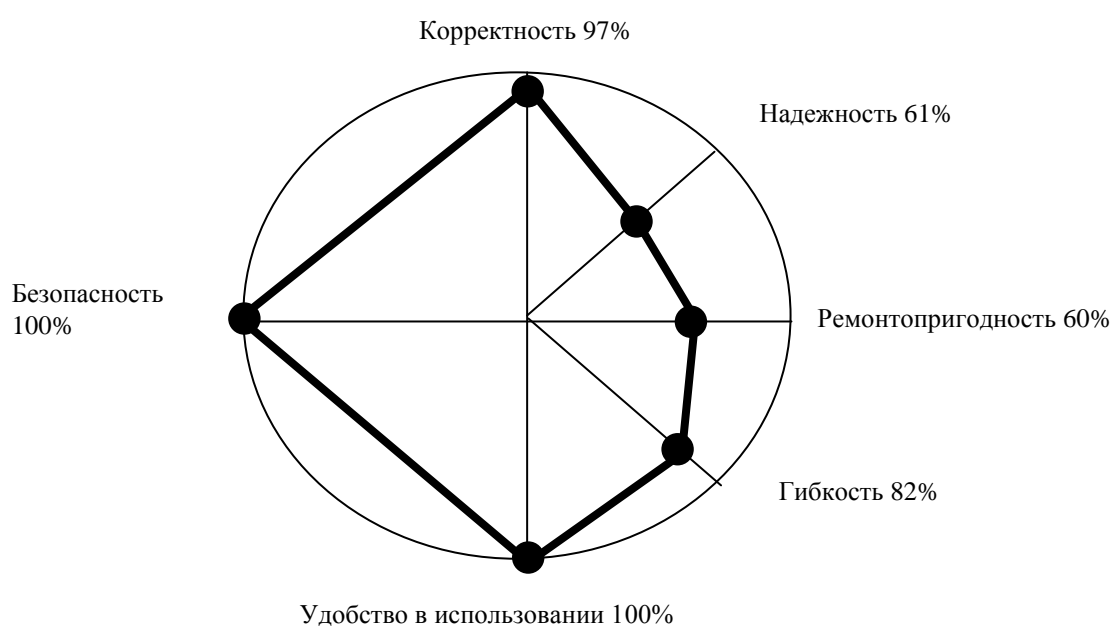 Корректность 97%
Надежность 61%
Безопасность
100%
Ремонтопригодность 60%
Гибкость 82%
Удобство в использовании 100%